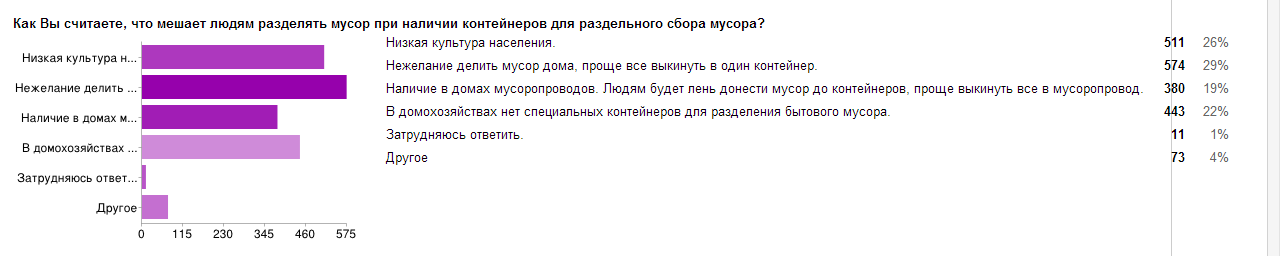 Как Вы считаете, что мешает людям разделять мусор при наличии контейнеров для раздельного сбора мусора?
Низкая культура н...
Нежелание делить ...
Наличие в домах м...
В домохозяйствах ...
Затрудняюсь ответ...
Другое
0 115 230 345 460 575
Низкая культура населения. 511 26%
Нежелание делить мусор дома, проще все выкинуть в один контейнер. 574 29%
Наличие в домах мусоропроводов. Людям будет лень донести мусор до контейнеров, проще выкинуть все в мусоропровод. 380 19%
В домохозяйствах нет специальных контейнеров для разделения бытового мусора. 443 22%
Затрудняюсь ответить. 11 1%
Другое 73 4%